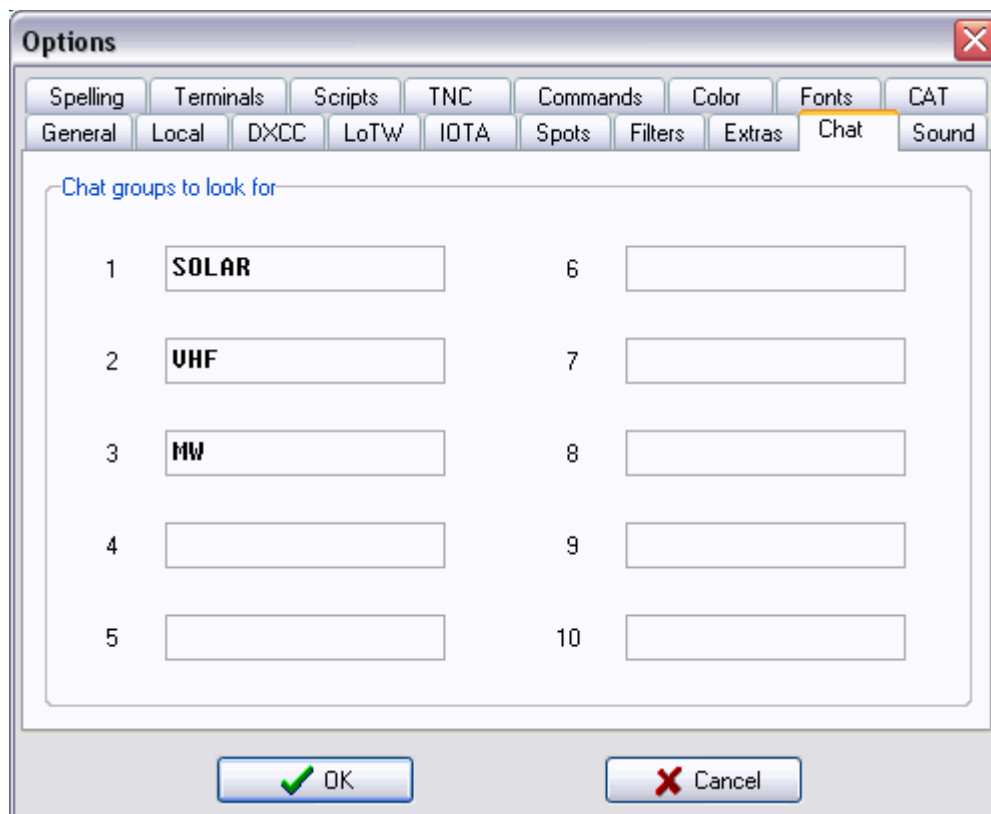 Options
Spelling Terminals Scripts TNC Commands Color Fonts CAT
General Local DXCC LoTW IOTA Spots Filters Extras Chat Sound
Chat groups to look for
1 SOLAR 6
2 VHF 7
3 MW 8
4 9
5 10
OK Cancel